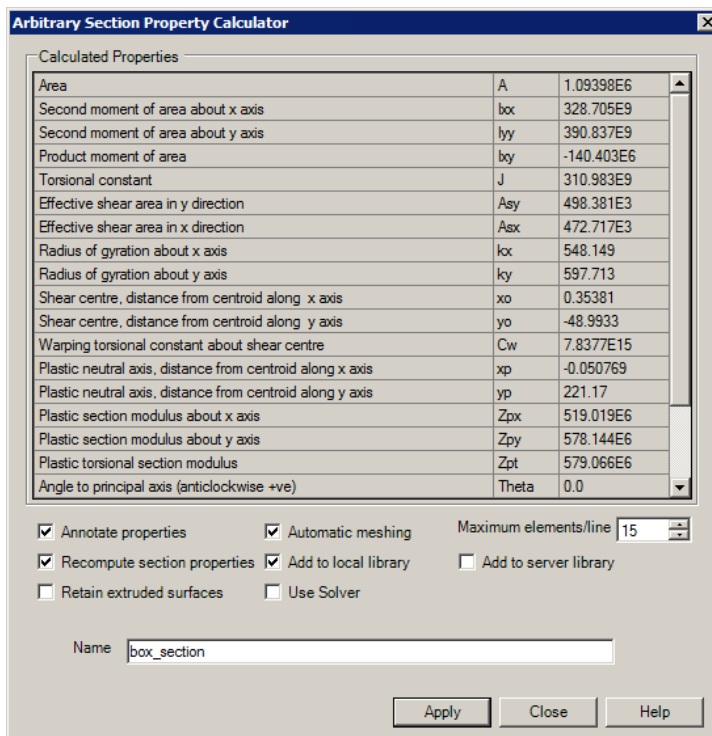 Arbitrary Section Property Calculator
Calculated Properties
Area A 1.09398E6
Second moment of area about x axis Ixx 328.705E9
Second moment of area about y axis Iyy 390.837E9
Product moment of area Ixy -140.403E6
Torsional constant J 310.983E9
Effective shear area in y direction Asy 498.381E3
Effective shear area in x direction Asx 472.717E3
Radius of gyration about x axis kx 548.149
Radius of gyration about y axis ky 597.713
Shear centre, distance from centroid along x axis xo 0.35381
Shear centre, distance from centroid along y axis yo -48.9933
Warping torsional constant about shear centre Cw 7.8377E15
Plastic neutral axis, distance from centroid along x axis xp -0.050769
Plastic neutral axis, distance from centroid along y axis yp 221.17
Plastic section modulus about x axis Zpx 519.019E6
Plastic section modulus about y axis Zpy 578.144E6
Plastic torsional section modulus Zpt 579.066E6
Angle to principal axis (anticlockwise +ve) Theta 0.0
Annotate properties Automatic meshing Maximum elements/line 15
Recompute section properties Add to local library Add to server library
Retain extruded surfaces Use Solver
Name box_section
Apply Close Help